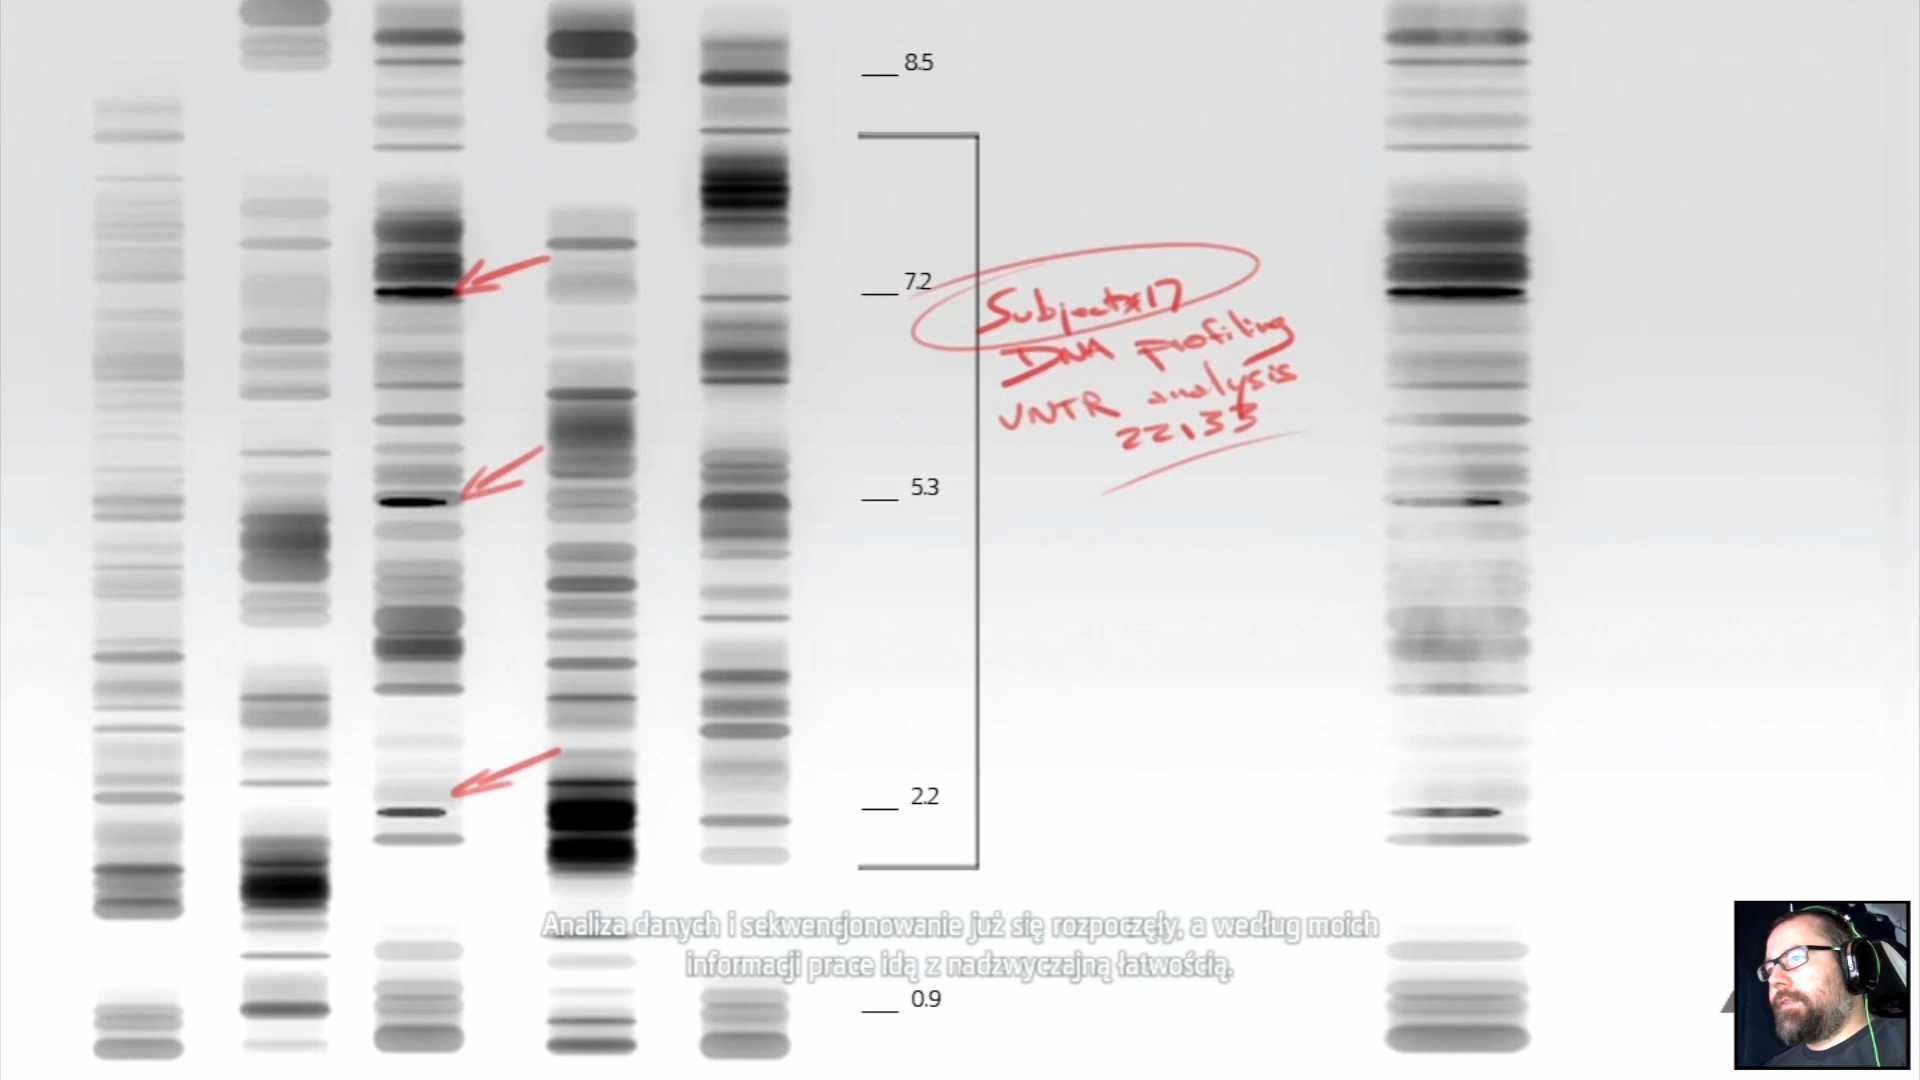 8.5
7.2
Subject#17
DNA profiling
VNTR analysis
22133
5.3
2.2
Analiza danych i sekwencjonowanie już się rozpoczęły, a według moich
informacji prace idą z nadzwyczajną łatwością.
0.9